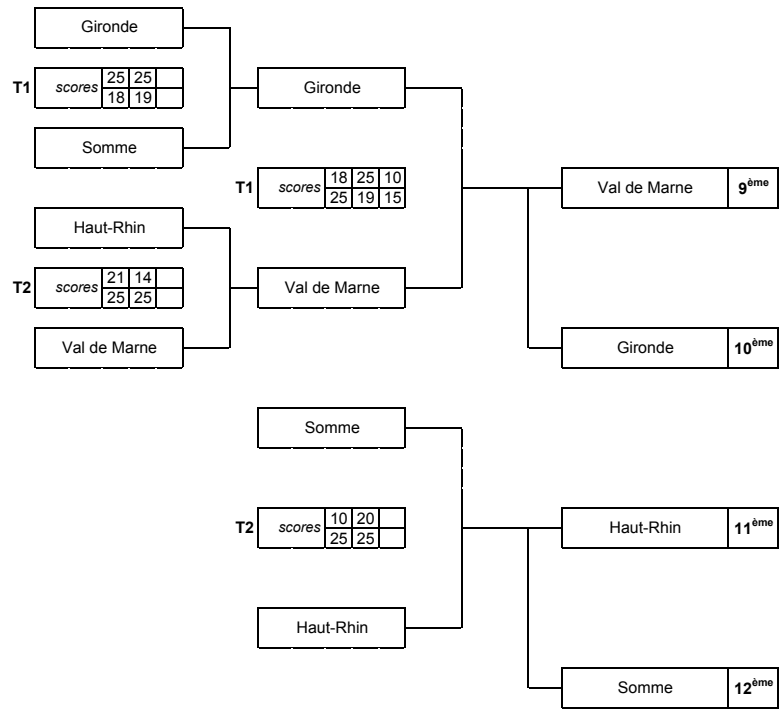 Gironde
T1 scores 25 25
18 19
Somme
Gironde
T1 scores 18 25 10
25 19 15
Haut-Rhin
T2 scores 21 14
25 25
Val de Marne
Val de Marne
Val de Marne 9ème
Gironde 10ème
Somme
T2 scores 10 20
25 25
Haut-Rhin
Haut-Rhin 11ème
Somme 12ème